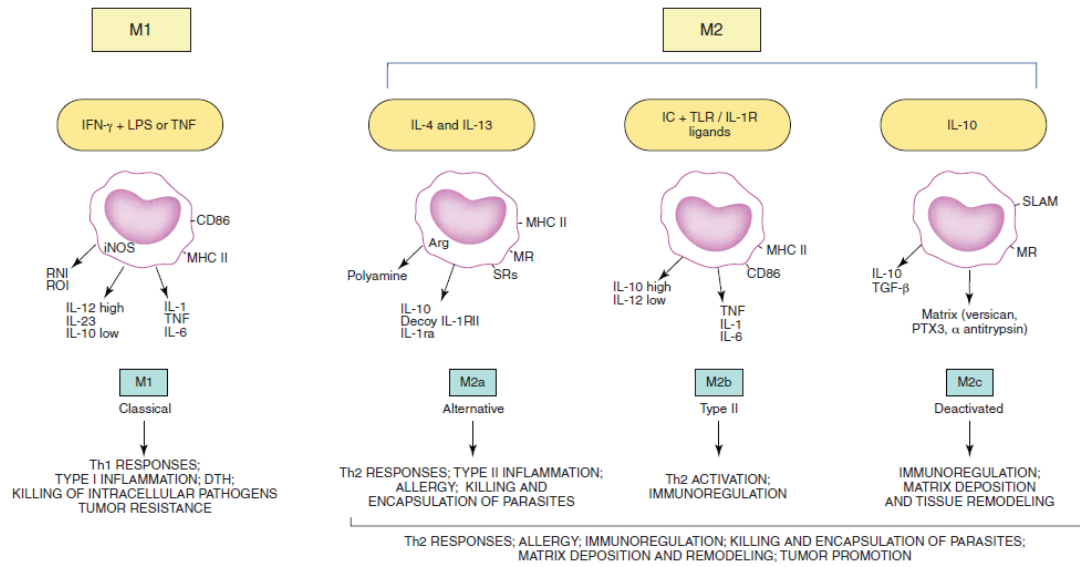 M1
M2
IFN-γ + LPS or TNF
IL-4 and IL-13
IC + TLR / IL-1R
ligands
IL-10
CD86
iNOS
MHC II
RNI
ROI
IL-12 high
IL-23
IL-10 low
IL-1
TNF
IL-6
MHC II
Arg
MR
SRs
Polyamine
IL-10
Decoy IL-1RII
IL-1ra
MHC II
CD86
IL-10 high
IL-12 low
TNF
IL-1
IL-6
SLAM
MR
IL-10
TGF-β
Matrix (versican,
PTX3, α antitrypsin)
M1
Classical
M2a
Alternative
M2b
Type II
M2c
Deactivated
Th1 RESPONSES;
TYPE I INFLAMMATION; DTH;
KILLING OF INTRACELLULAR PATHOGENS
TUMOR RESISTANCE
Th2 RESPONSES; TYPE II INFLAMMATION;
ALLERGY; KILLING AND
ENCAPSULATION OF PARASITES
Th2 ACTIVATION;
IMMUNOREGULATION
IMMUNOREGULATION;
MATRIX DEPOSITION
AND TISSUE REMODELING
Th2 RESPONSES; ALLERGY; IMMUNOREGULATION; KILLING AND ENCAPSULATION OF PARASITES;
MATRIX DEPOSITION AND REMODELING; TUMOR PROMOTION